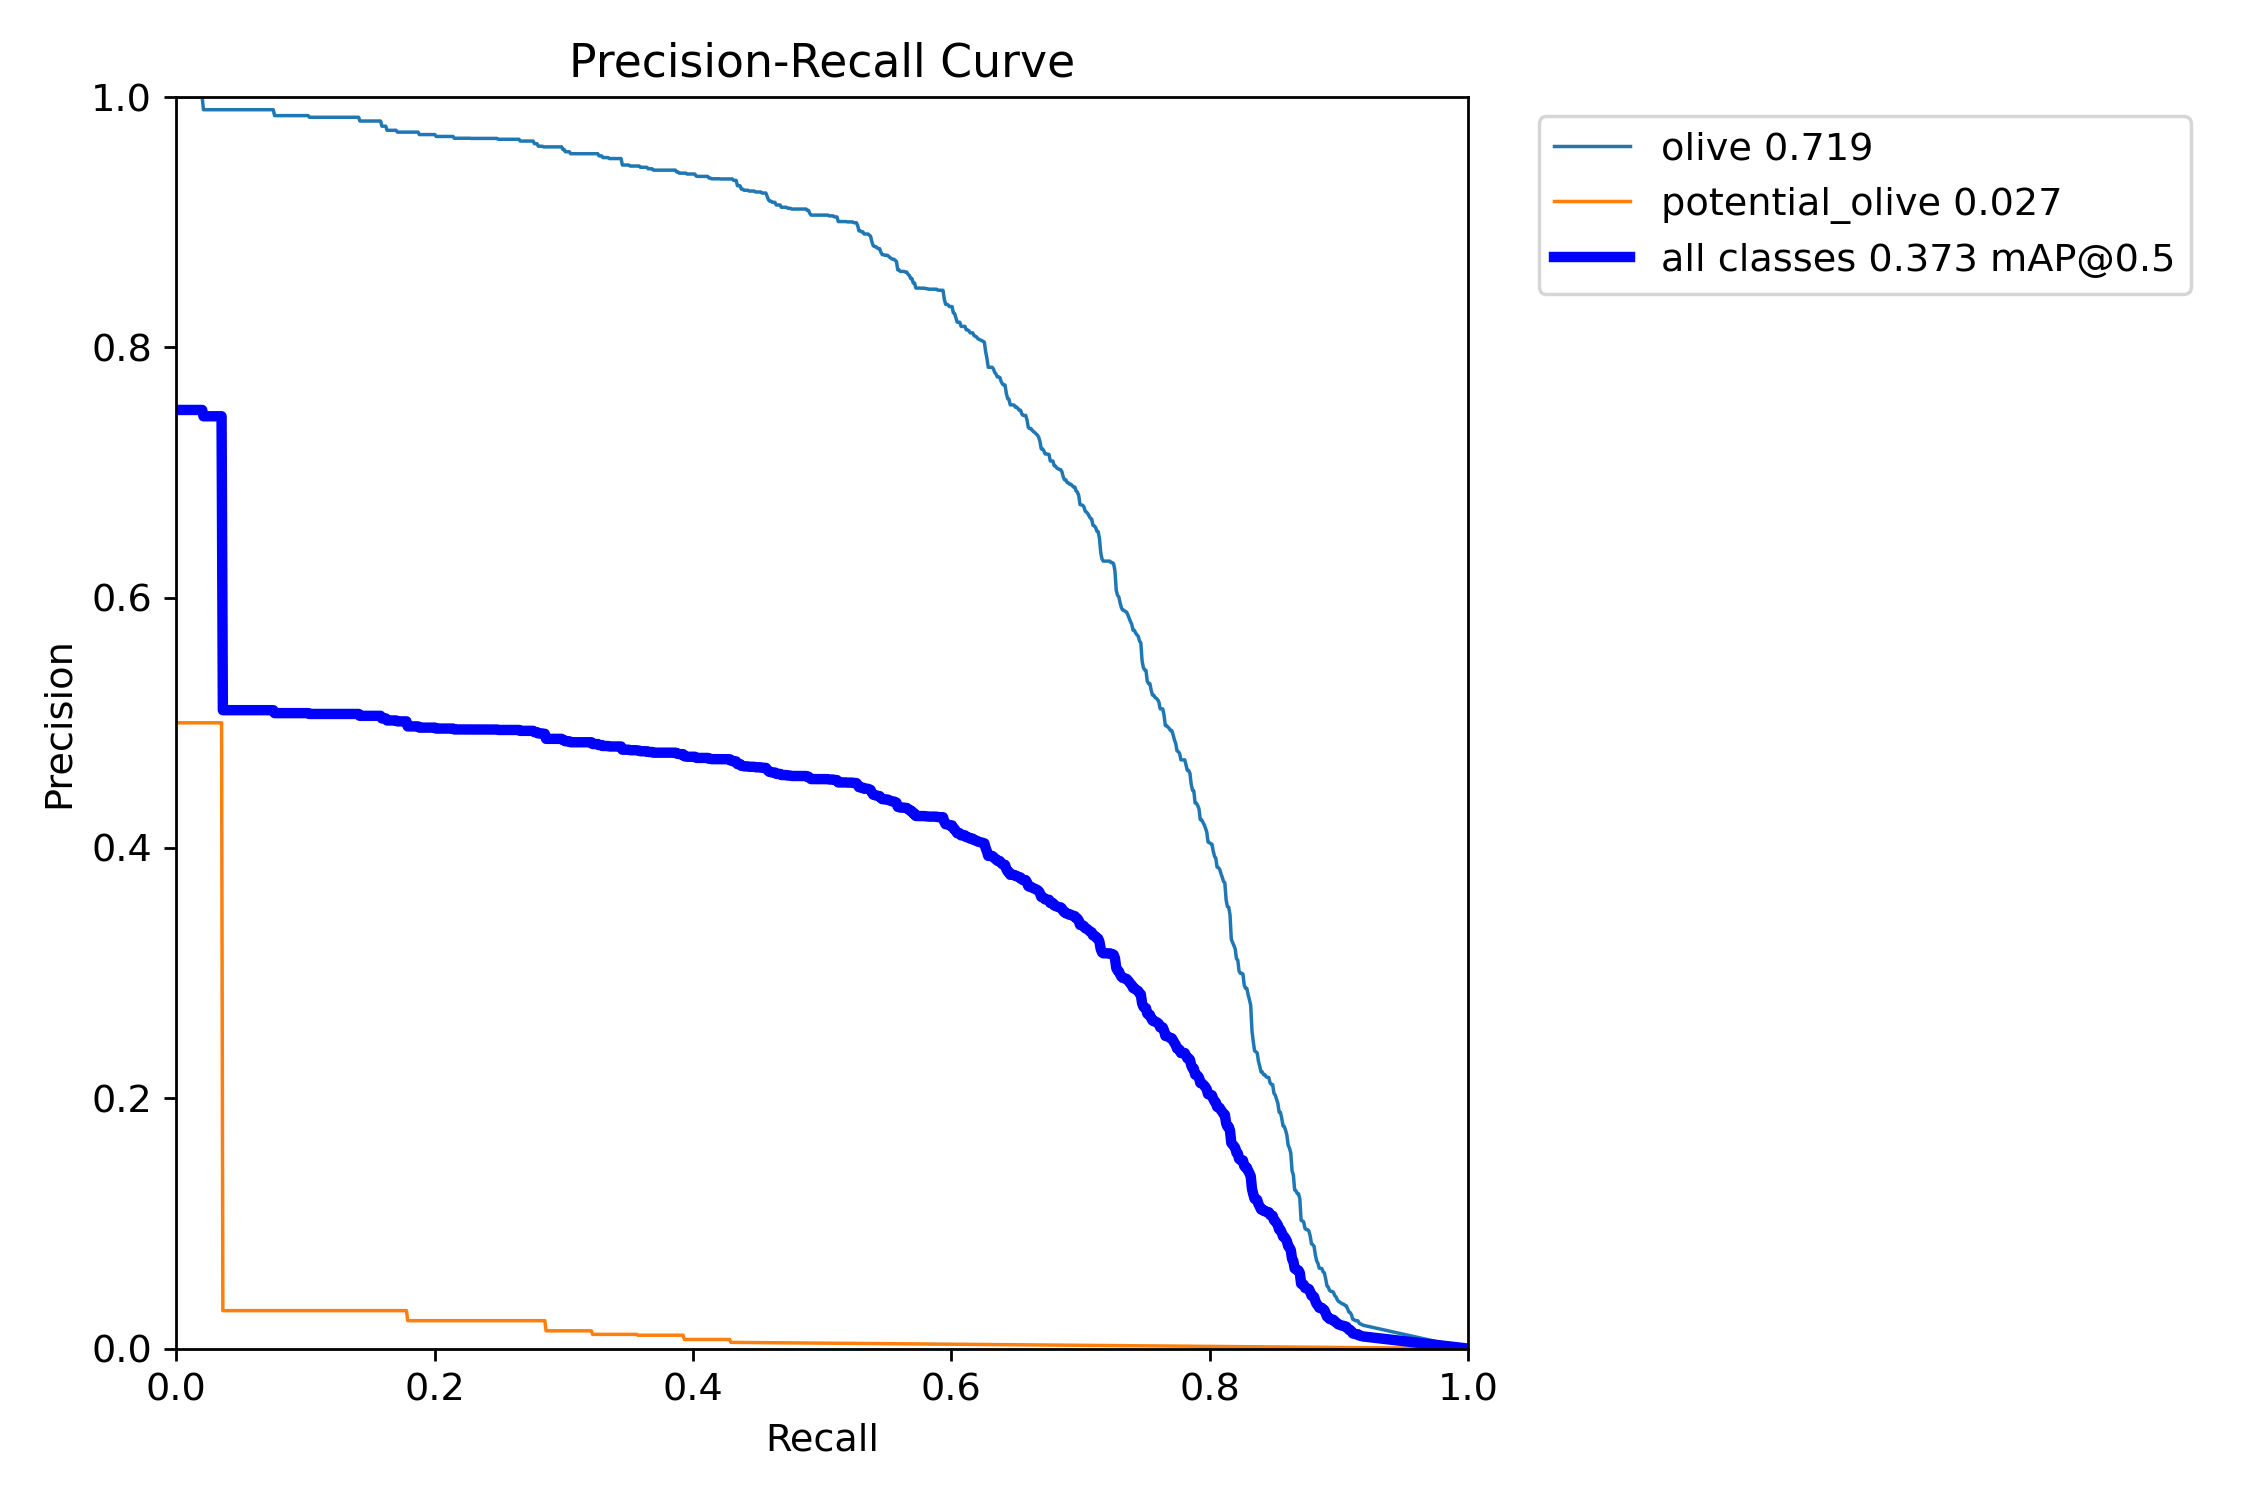 Precision-Recall Curve
olive 0.719
potential_olive 0.027
all classes 0.373 mAP@0.5
Precision
1.0
0.8
0.6
0.4
0.2
0.0
0.0 0.2 0.4 0.6 0.8 1.0
Recall